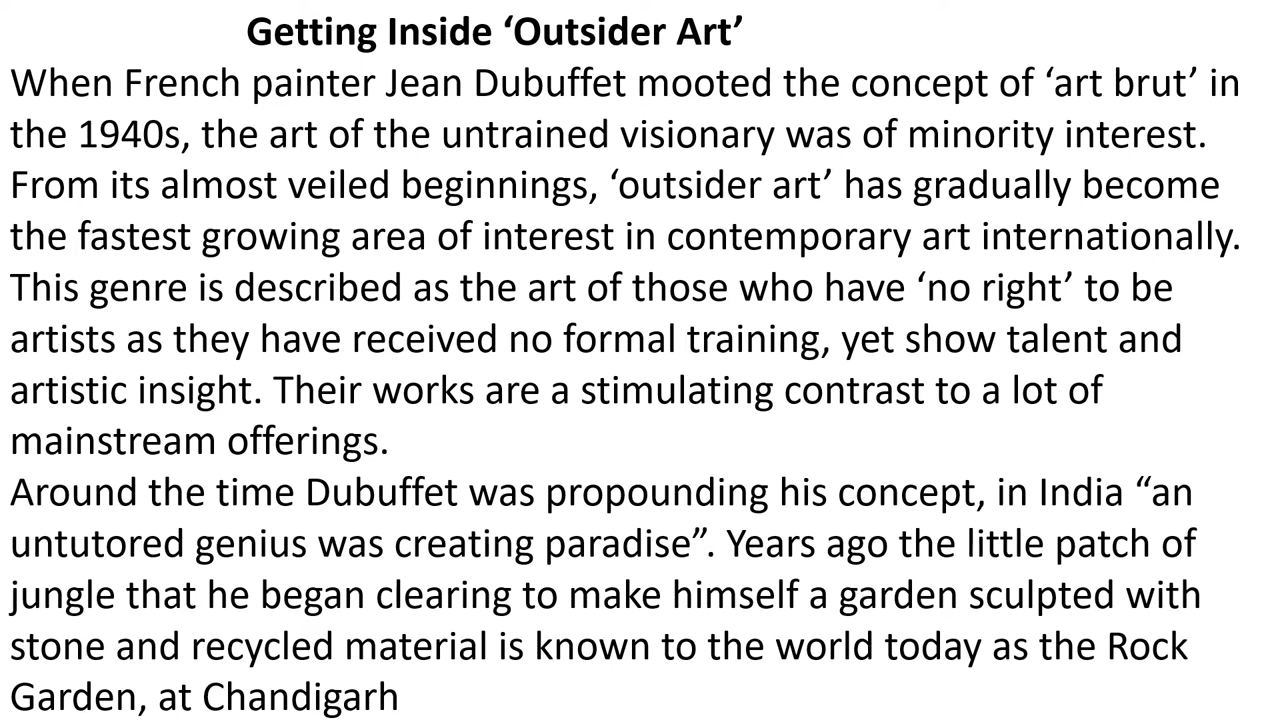 Getting Inside ‘Outsider Art’
When French painter Jean Dubuffet mooted the concept of ‘art brut’ in
the 1940s, the art of the untrained visionary was of minority interest.
From its almost veiled beginnings, ‘outsider art’ has gradually become
the fastest growing area of interest in contemporary art internationally.
This genre is described as the art of those who have ‘no right’ to be
artists as they have received no formal training, yet show talent and
artistic insight. Their works are a stimulating contrast to a lot of
mainstream offerings.
Around the time Dubuffet was propounding his concept, in India “an
untutored genius was creating paradise”. Years ago the little patch of
jungle that he began clearing to make himself a garden sculpted with
stone and recycled material is known to the world today as the Rock
Garden, at Chandigarh